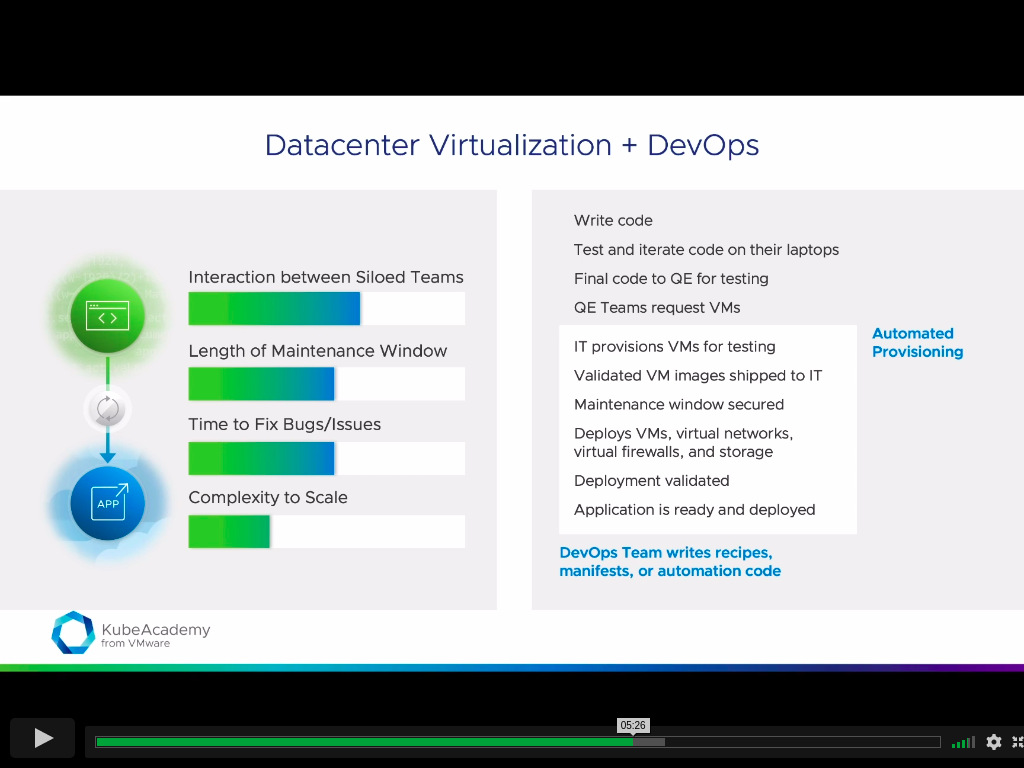 Datacenter Virtualization + DevOps
Interaction between Siloed Teams
Length of Maintenance Window
Time to Fix Bugs/Issues
Complexity to Scale
APP
Write code
Test and iterate code on their laptops
Final code to QE for testing
QE Teams request VMs
IT provisions VMs for testing
Validated VM images shipped to IT
Maintenance window secured
Deploys VMs, virtual networks,
virtual firewalls, and storage
Deployment validated
Application is ready and deployed
Automated
Provisioning
DevOps Team writes recipes,
manifests, or automation code
KubeAcademy
from VMware
05:26